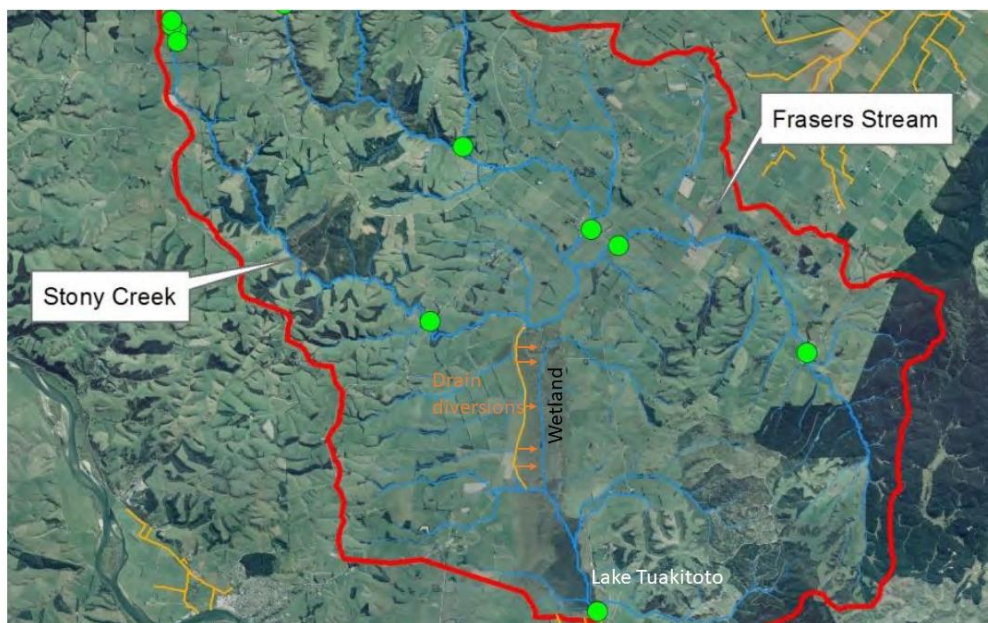 Frasers Stream
Stony Creek
Drain
diversions
Wetland
Lake Tuakitoto